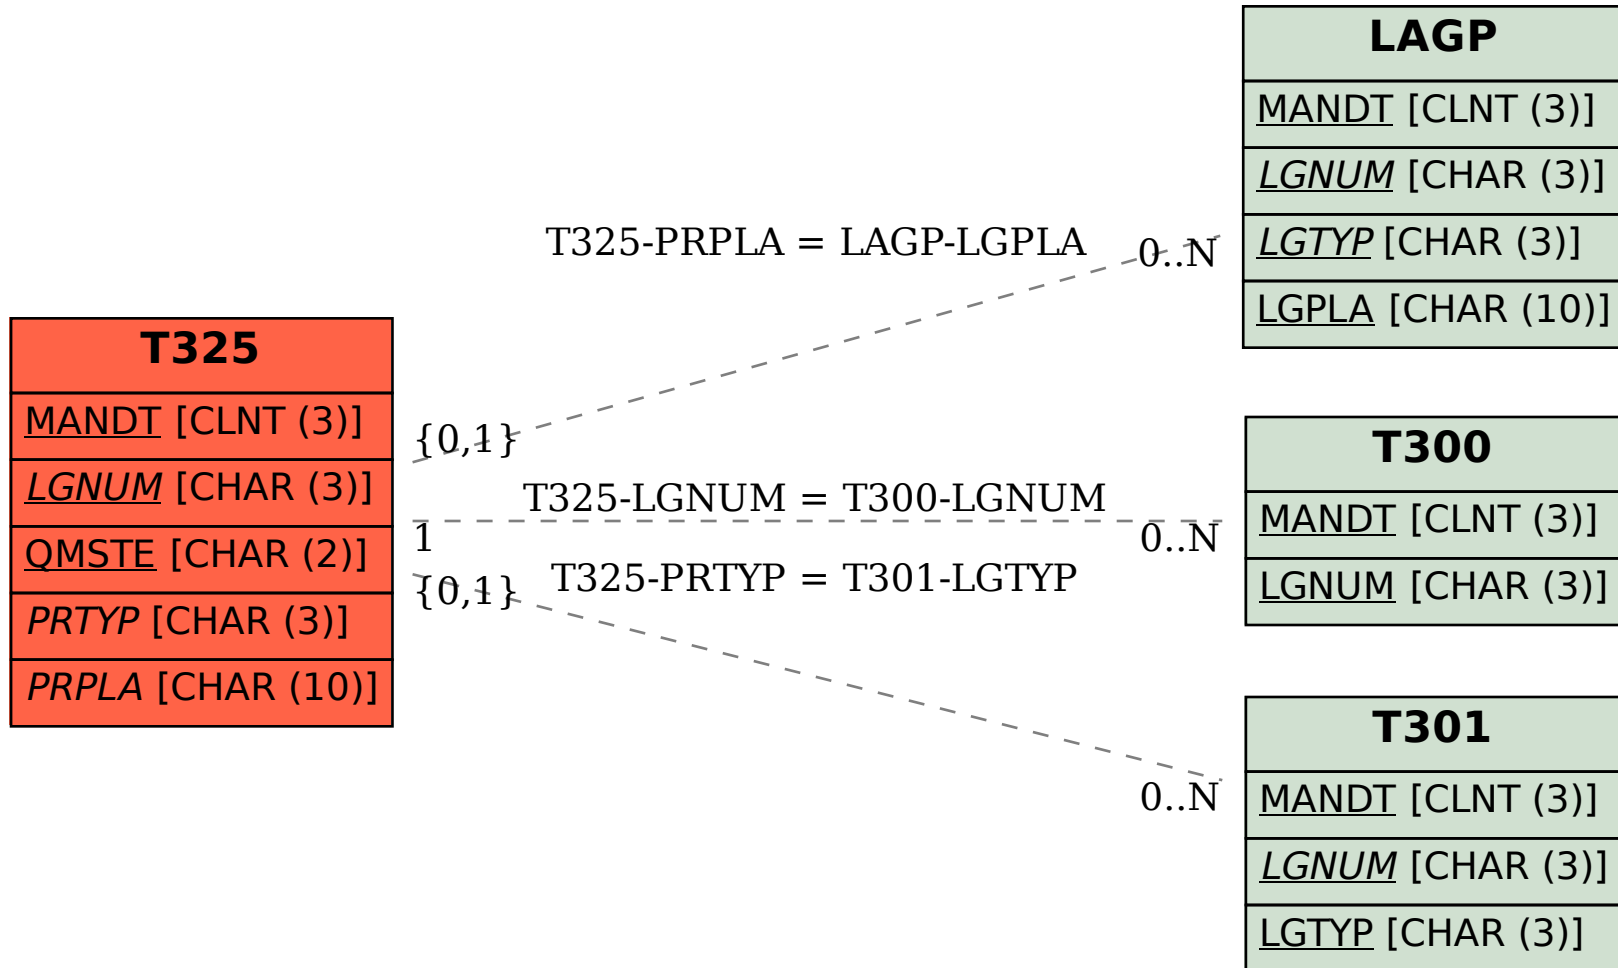 LAGP
MANDT [CLNT (3)]
LGNUM [CHAR (3)]
LGTYP [CHAR (3)]
LGPLA [CHAR (10)]
T325-PRPLA = LAGP-LGPLA
0..N
{0,1}
T325
MANDT [CLNT (3)]
LGNUM [CHAR (3)]
QMSTE [CHAR (2)]
PRTYP [CHAR (3)]
PRPLA [CHAR (10)]
T325-LGNUM = T300-LGNUM
1
0..N
T300
MANDT [CLNT (3)]
LGNUM [CHAR (3)]
T325-PRTYP = T301-LGTYP
{0,1}
0..N
T301
MANDT [CLNT (3)]
LGNUM [CHAR (3)]
LGTYP [CHAR (3)]